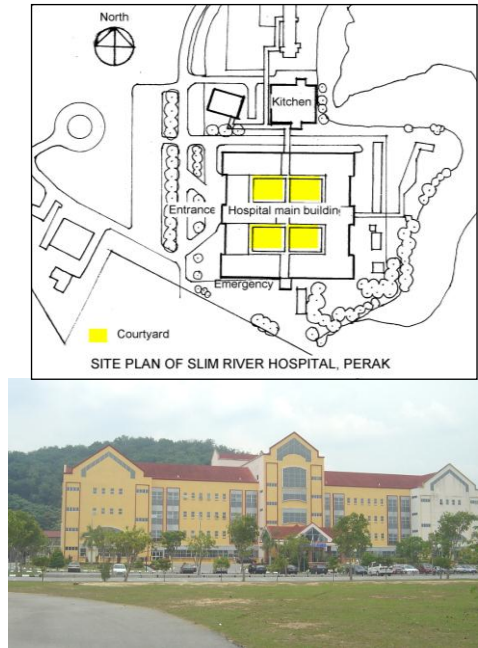 North
Kitchen
Entrance Hospital main building
Emergency
Courtyard
SITE PLAN OF SLIM RIVER HOSPITAL, PERAK